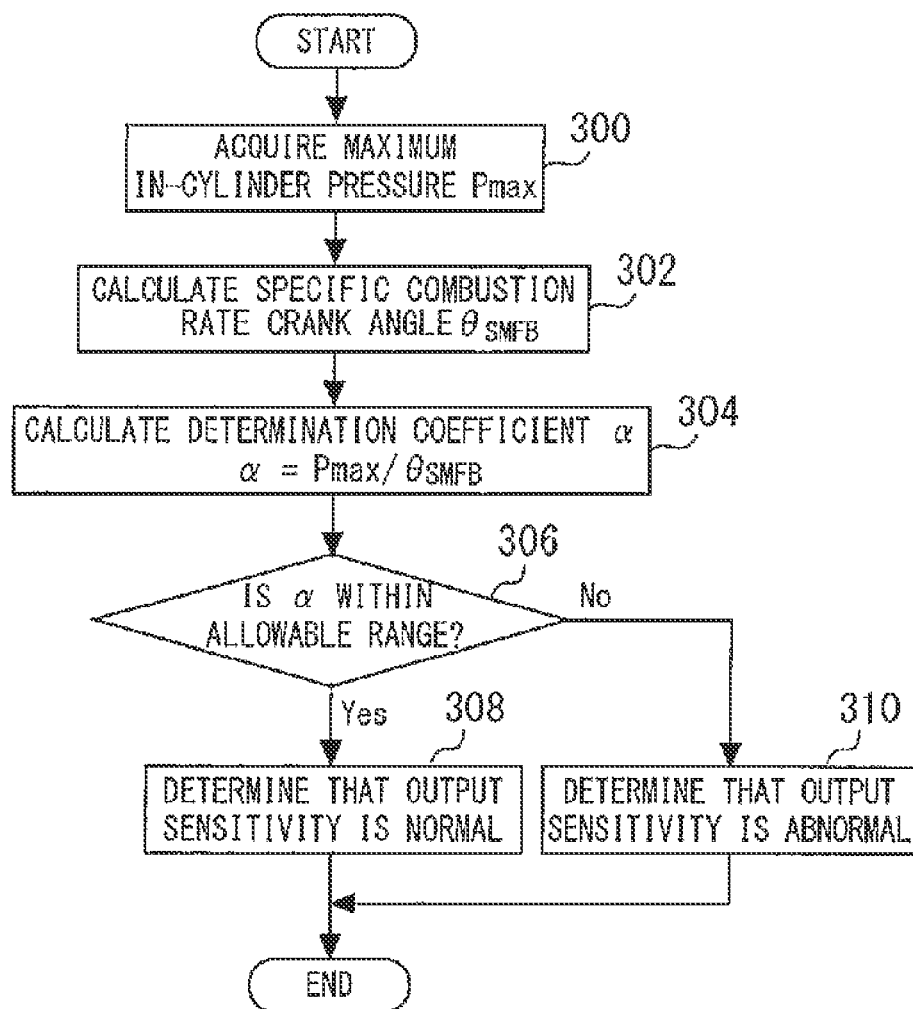 START
ACQUIRE MAXIMUM
IN-CYLINDER PRESSURE Pmax
300
CALCULATE SPECIFIC COMBUSTION
RATE CRANK ANGLE θSMFB
302
CALCULATE DETERMINATION COEFFICIENT α
α = Pmax/θSMFB
304
IS α WITHIN
ALLOWABLE RANGE?
306
No
Yes
308
DETERMINE THAT OUTPUT
SENSITIVITY IS NORMAL
310
DETERMINE THAT OUTPUT
SENSITIVITY IS ABNORMAL
END